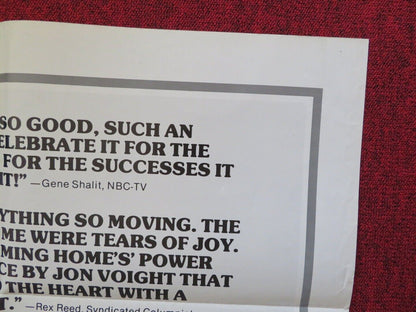 SO GOOD, SUCH AN
ELEBRATE IT FOR THE
FOR THE SUCCESSES IT
IT!" —Gene Shalit, NBC-TV
YTHING SO MOVING. THE
ME WERE TEARS OF JOY.
MING HOME'S' POWER
CE BY JON VOIGHT THAT
O THE HEART WITH A
T." —Rex Reed, Syndicated Columnist